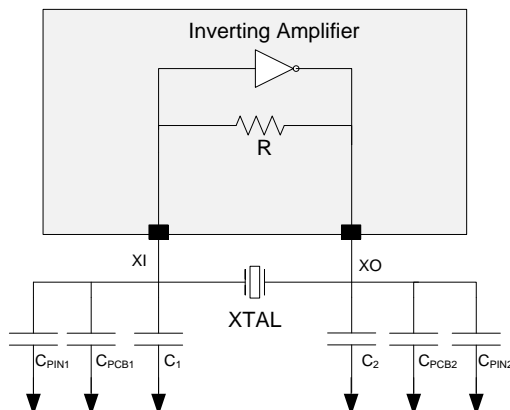 Inverting Amplifier
R
XI
XO
XTAL
CPIN1
CPCB1
C1
C2
CPCB2
CPIN2